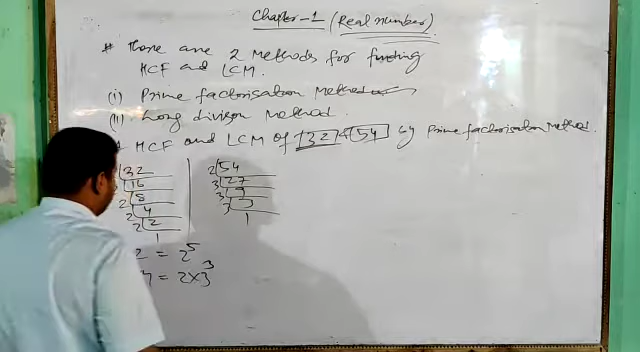 Chapter-1 (Real number)
# There are 2 Methods for finding
HCF and LCM.
(i) Prime factorisation Method
(ii) Long division Method.
HCF and LCM of 32 & 54 by Prime factorisation Method.
32
16
2 8
2 4
2 2
1
2 54
3 27
3 9
3 3
1
2 = 2^5
= 2×3^3